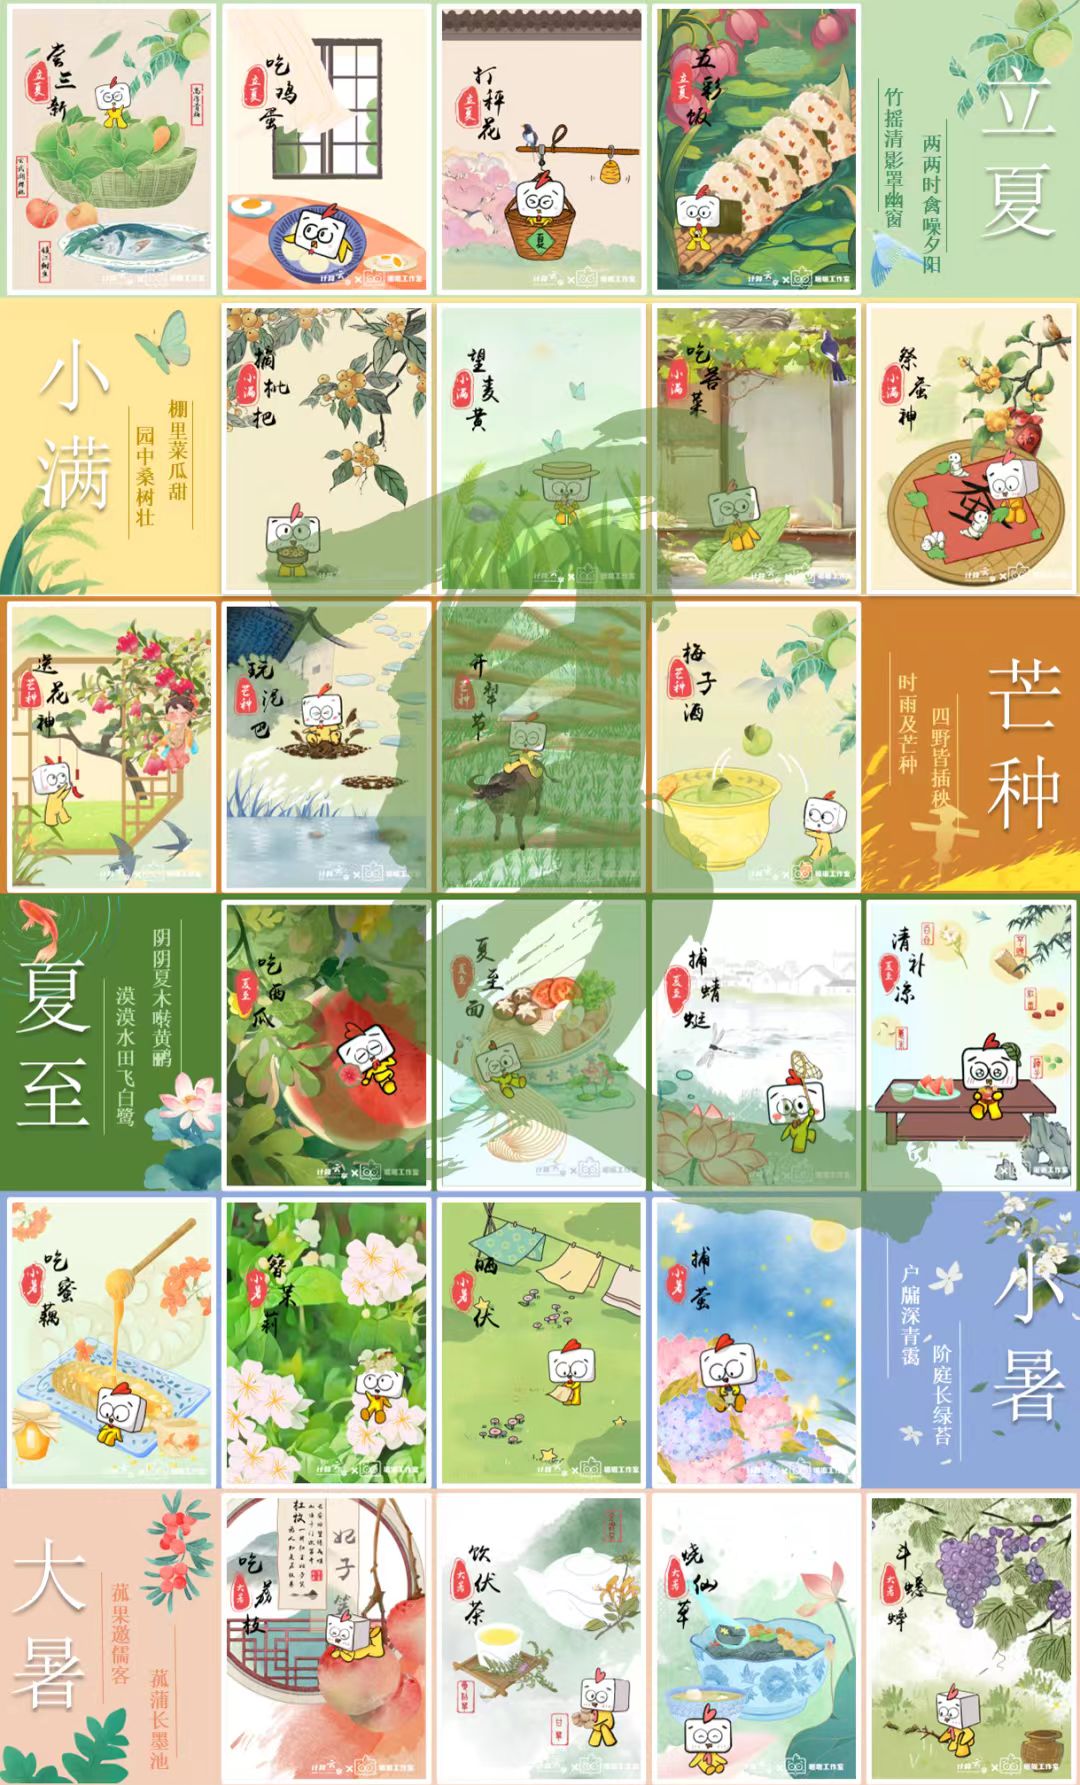 尝三新
立夏
吃鸡蛋
立夏
打秤花
立夏
夏
五彩饭
立夏
立夏
两两时禽噪夕阳
竹摇清影罩幽窗
小满
棚里菜瓜甜
园中桑树壮
摘枇杷
小满
望麦黄
小满
吃苦菜
小满
祭蚕神
小满
送花神
芒种
玩泥巴
芒种
开犁节
芒种
梅子酒
芒种
芒种
时雨及芒种
四野皆插秧
夏至
阴阴夏木啭黄鹂
漠漠水田飞白鹭
吃西瓜
夏至
夏至面
夏至
捕蜻蜓
夏至
清补凉
夏至
百合
吃蜜藕
小暑
簪茉莉
小暑
晒伏
小暑
捕萤
小暑
小暑
户牖深青霭
阶庭长绿苔
大暑
菰果邀儒客
菰蒲长墨池
吃荔枝
大暑
妃子笑
杜牧
饮伏茶
大暑
甘草
烧仙草
大暑
斗蟋蟀
大暑